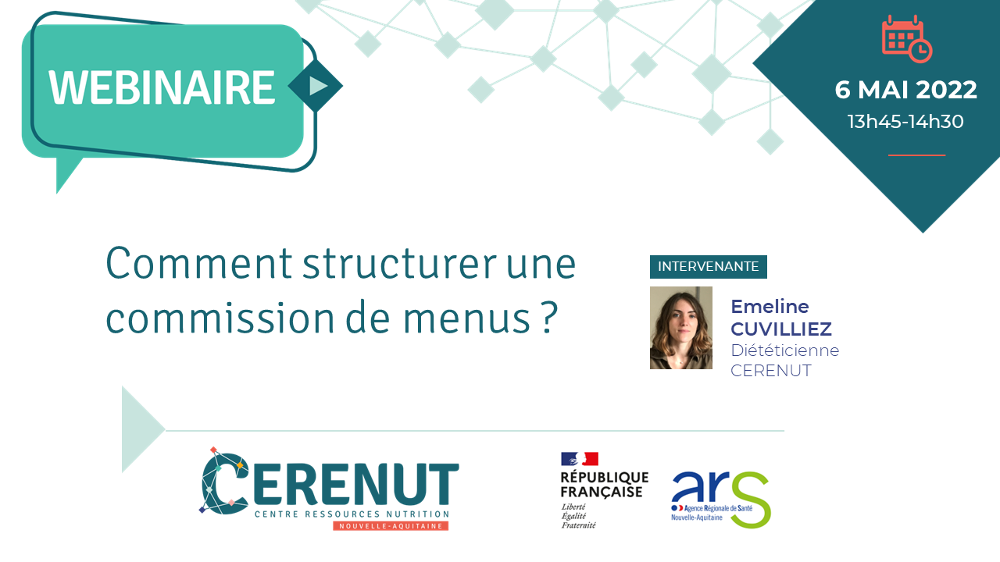 WEBINAIRE
6 MAI 2022
13h45-14h30
Comment structurer une
commission de menus ?
INTERVENANTE
Emeline
CUVILLIEZ
Diététicienne
CERENUT
CERENUT
CENTRE RESSOURCES NUTRITION
NOUVELLE-AQUITAINE
RÉPUBLIQUE
FRANÇAISE
Liberté
Égalité
Fraternité
ars
Agence Régionale de Santé
Nouvelle-Aquitaine